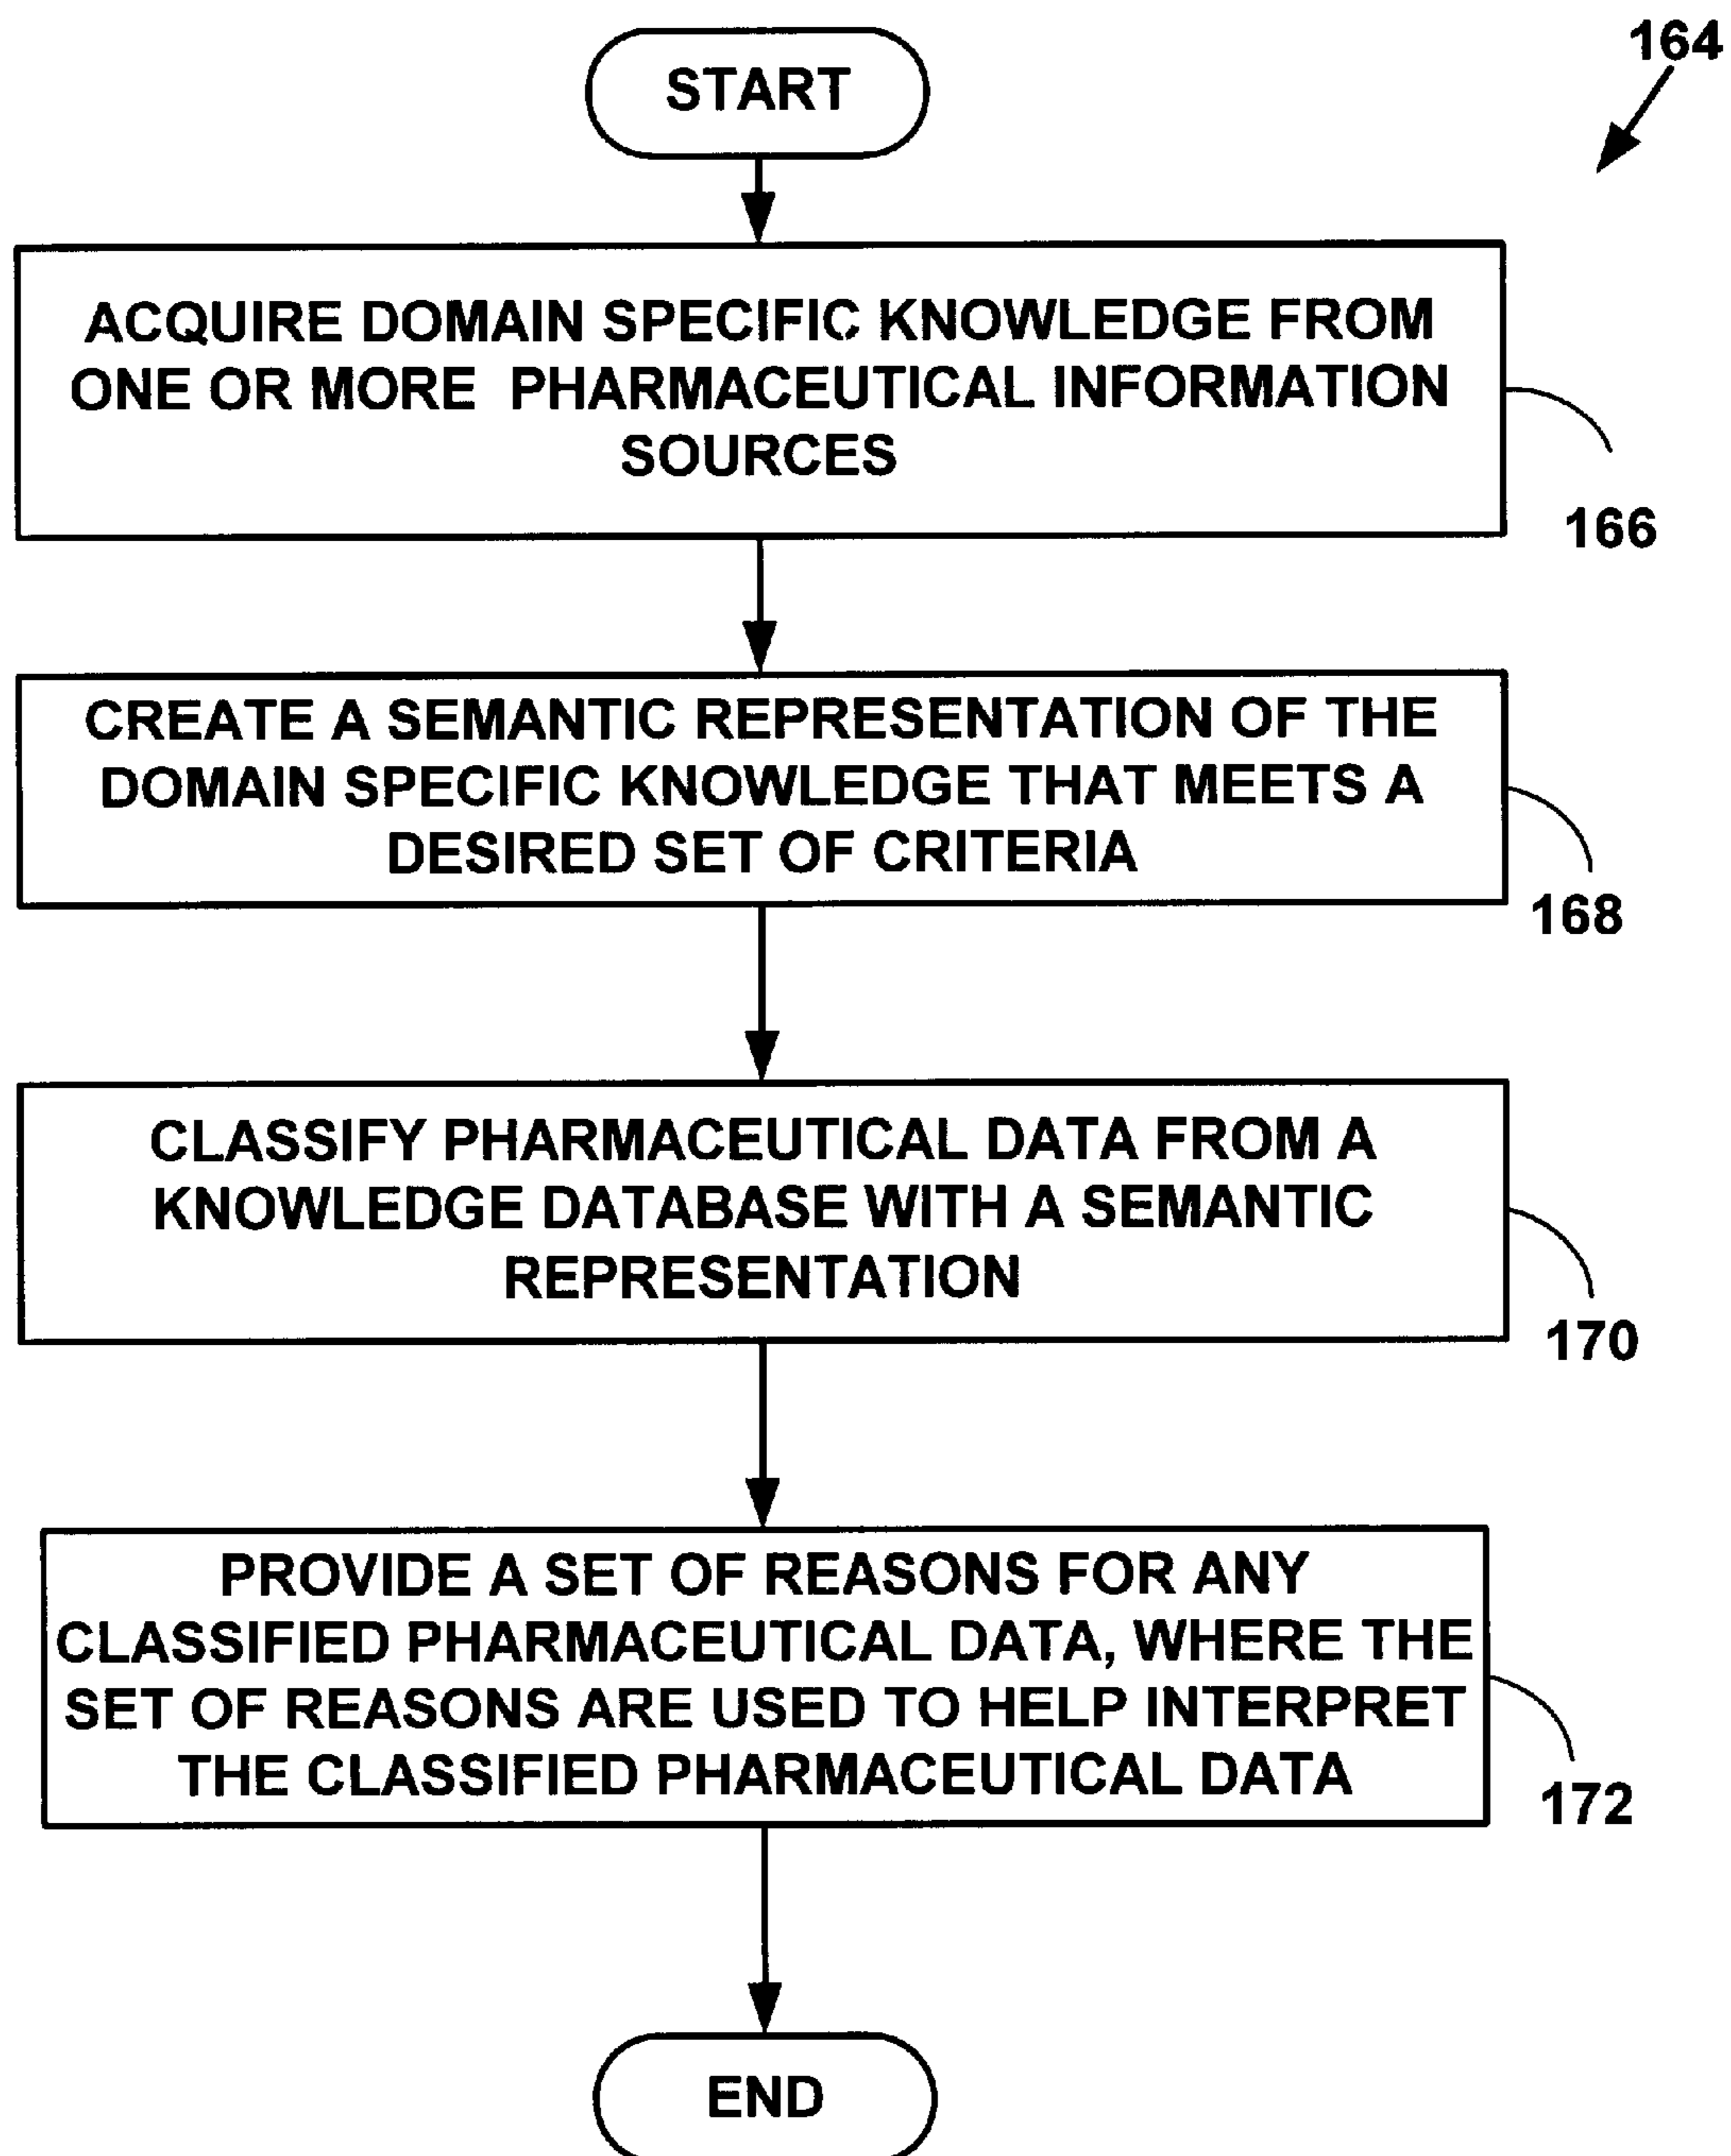 START
164
ACQUIRE DOMAIN SPECIFIC KNOWLEDGE FROM
ONE OR MORE PHARMACEUTICAL INFORMATION
SOURCES
166
CREATE A SEMANTIC REPRESENTATION OF THE
DOMAIN SPECIFIC KNOWLEDGE THAT MEETS A
DESIRED SET OF CRITERIA
168
CLASSIFY PHARMACEUTICAL DATA FROM A
KNOWLEDGE DATABASE WITH A SEMANTIC
REPRESENTATION
170
PROVIDE A SET OF REASONS FOR ANY
CLASSIFIED PHARMACEUTICAL DATA, WHERE THE
SET OF REASONS ARE USED TO HELP INTERPRET
THE CLASSIFIED PHARMACEUTICAL DATA
172
END